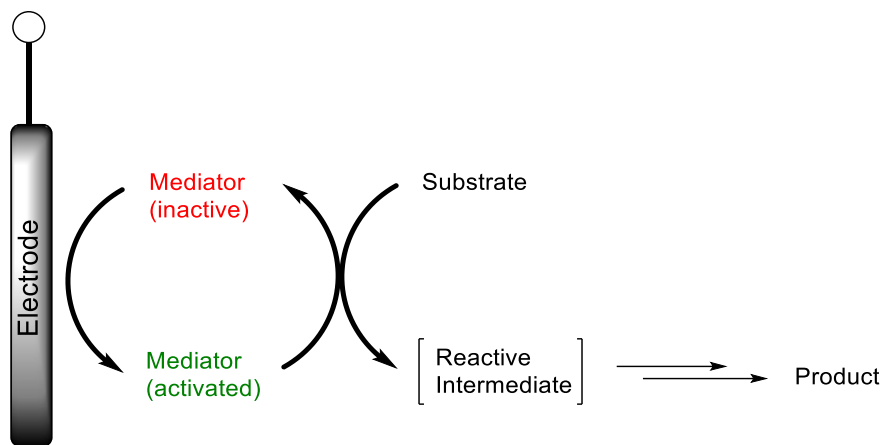 Electrode
Mediator
(inactive)
Substrate
Mediator
(activated)
Reactive
Intermediate
Product